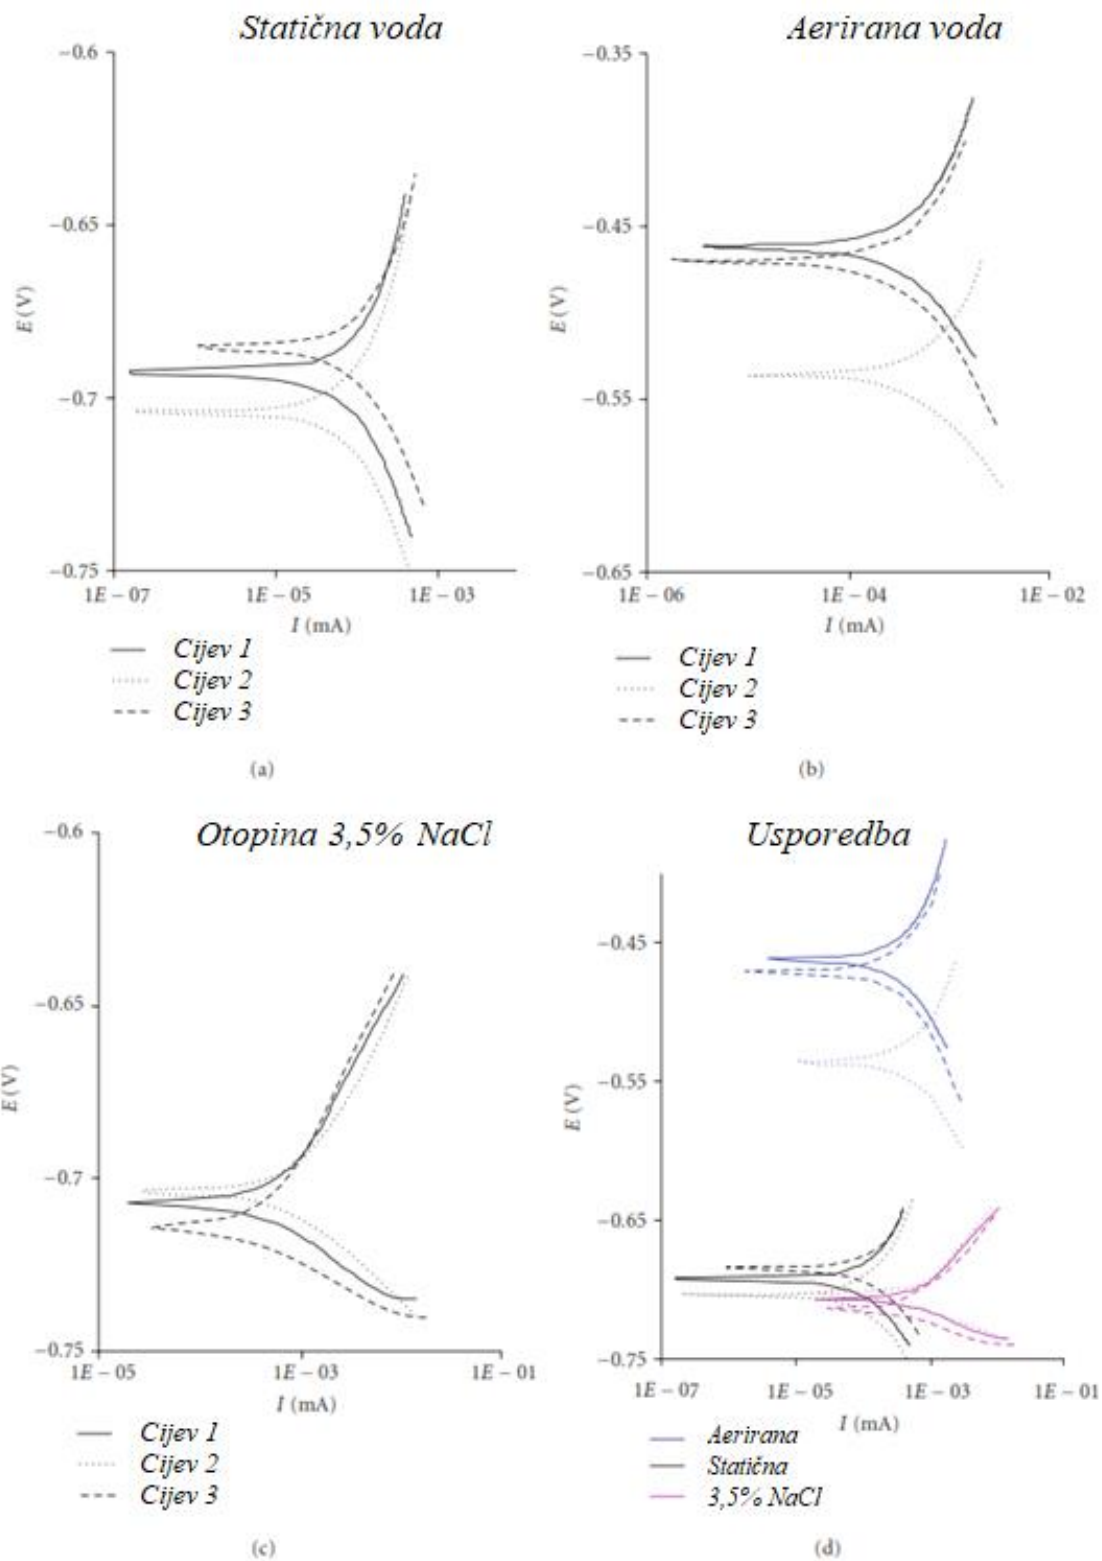 Statična voda
−0.6
−0.65
−0.7
−0.75
E (V)
1E − 07
1E − 05
1E − 03
I (mA)
Cijev 1
Cijev 2
Cijev 3
(a)
Aerirana voda
−0.35
−0.45
−0.55
−0.65
E (V)
1E − 06
1E − 04
1E − 02
I (mA)
Cijev 1
Cijev 2
Cijev 3
(b)
Otopina 3,5% NaCl
−0.6
−0.65
−0.7
−0.75
E (V)
1E − 05
1E − 03
1E − 01
I (mA)
Cijev 1
Cijev 2
Cijev 3
(c)
Usporedba
−0.45
−0.55
−0.65
−0.75
E (V)
1E − 07
1E − 05
1E − 03
1E − 01
I (mA)
Aerirana
Statična
3,5% NaCl
(d)